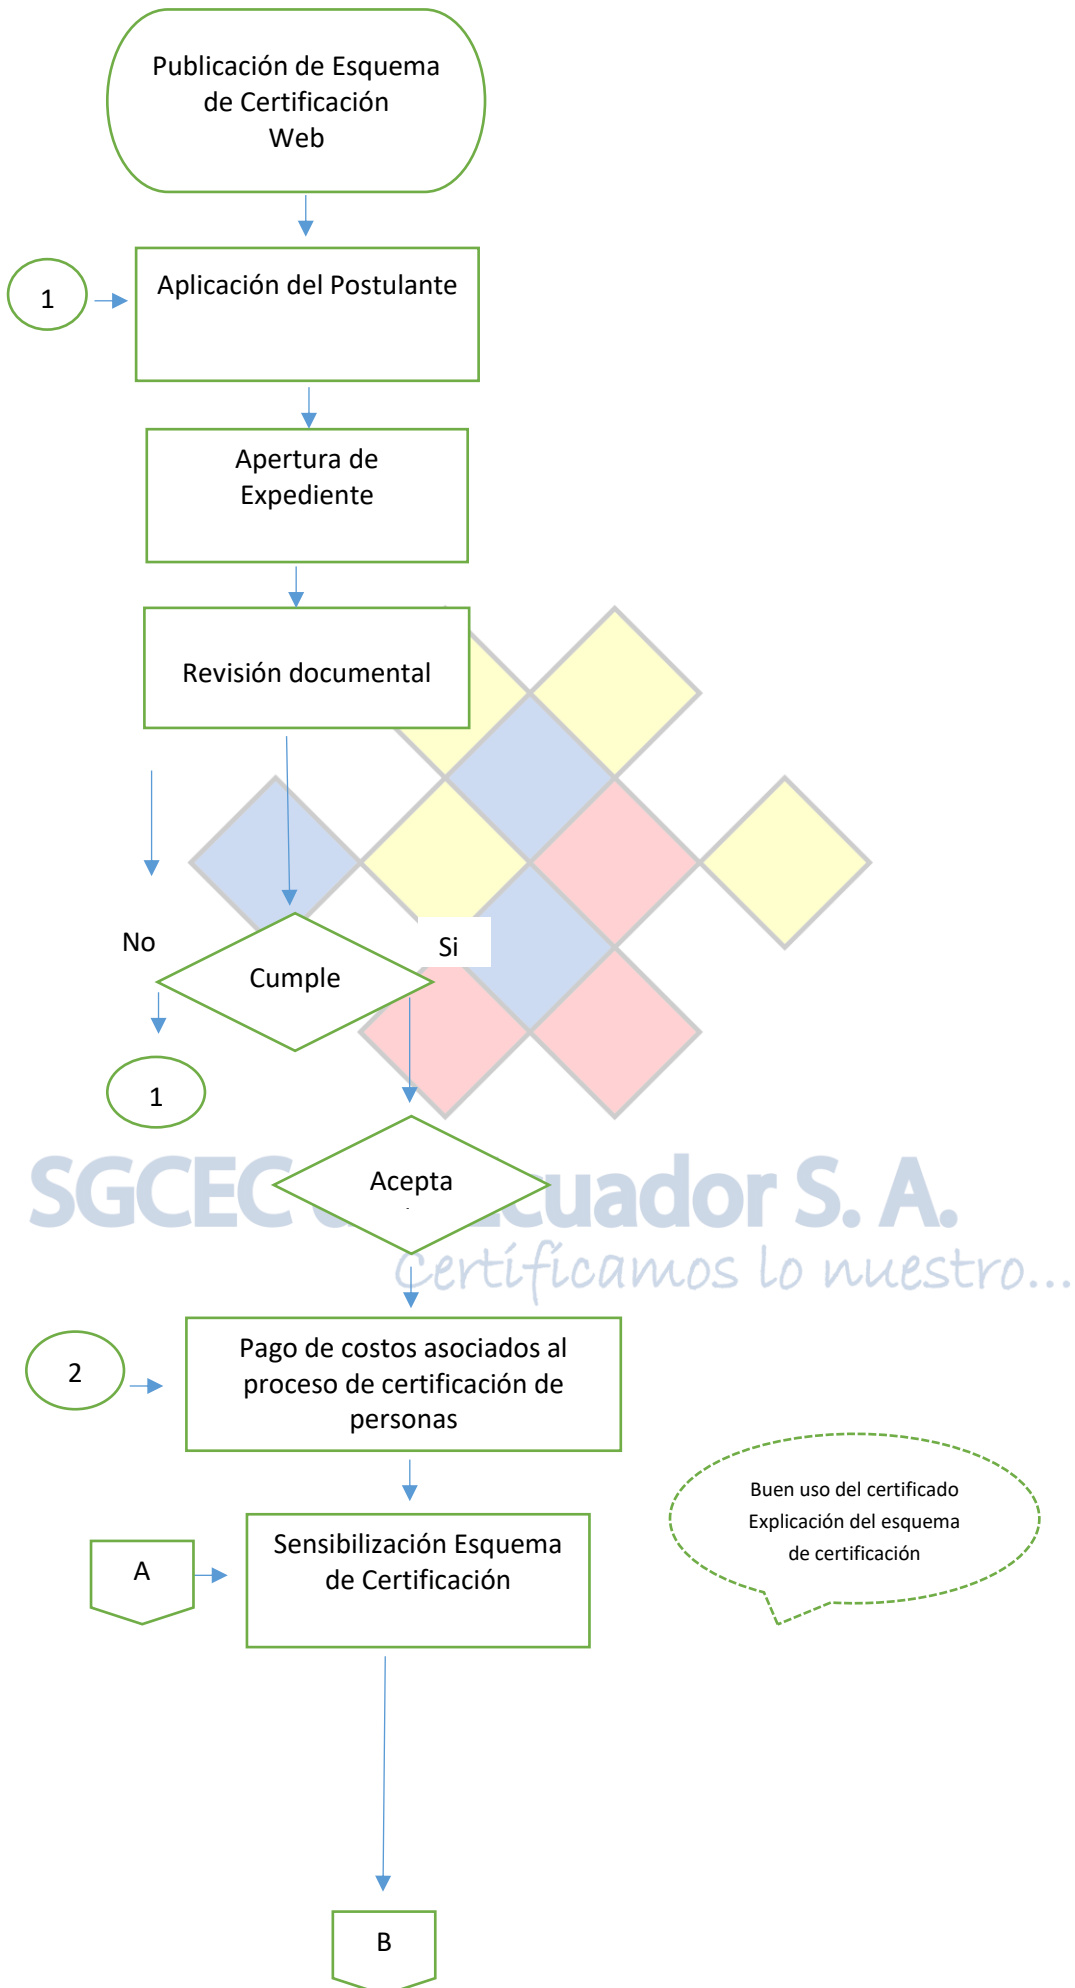 Publicación de Esquema
de Certificación
Web
1
Aplicación del Postulante
Apertura de
Expediente
Revisión documental
No
Si
Cumple
1
Acepta
SGCEC
cuador S. A.
Certificamos lo nuestro...
2
Pago de costos asociados al
proceso de certificación de
personas
Buen uso del certificado
Explicación del esquema
de certificación
A
Sensibilización Esquema
de Certificación
B